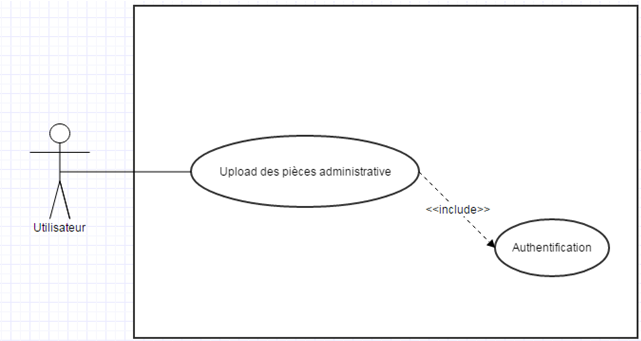 Upload des pièces administrative
<<include>>
Utilisateur
Authentification